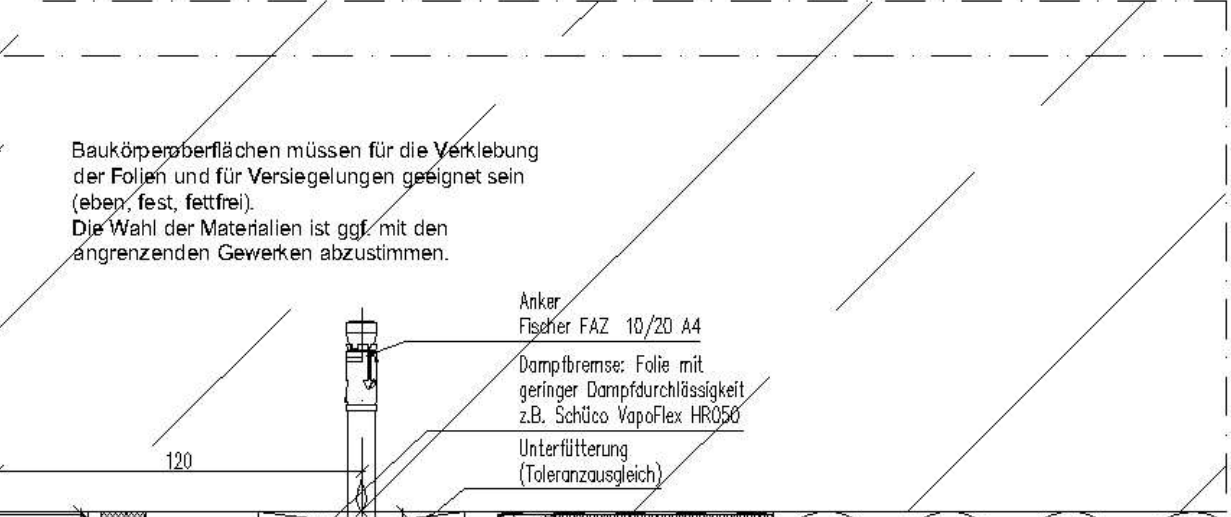 Baukörperoberflächen müssen für die Verklebung
der Folien und für Versiegelungen geeignet sein
(eben, fest, fettfrei).
Die Wahl der Materialien ist ggf. mit den
angrenzenden Gewerken abzustimmen.
Anker
Fischer FAZ 10/20 A4
Dampfbremse: Folie mit
geringer Dampfdurchlässigkeit
z.B. Schüco VapoFlex HR050
Unterfütterung
(Toleranzausgleich)
120